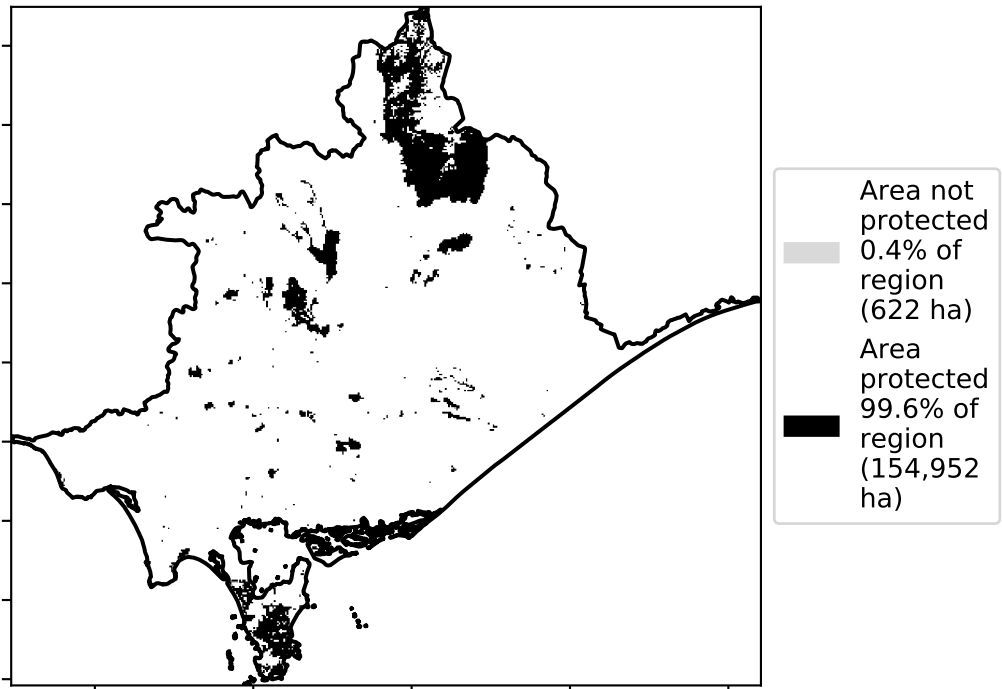 Area not
protected
0.4% of
region
(622 ha)
Area
protected
99.6% of
region
(154,952
ha)